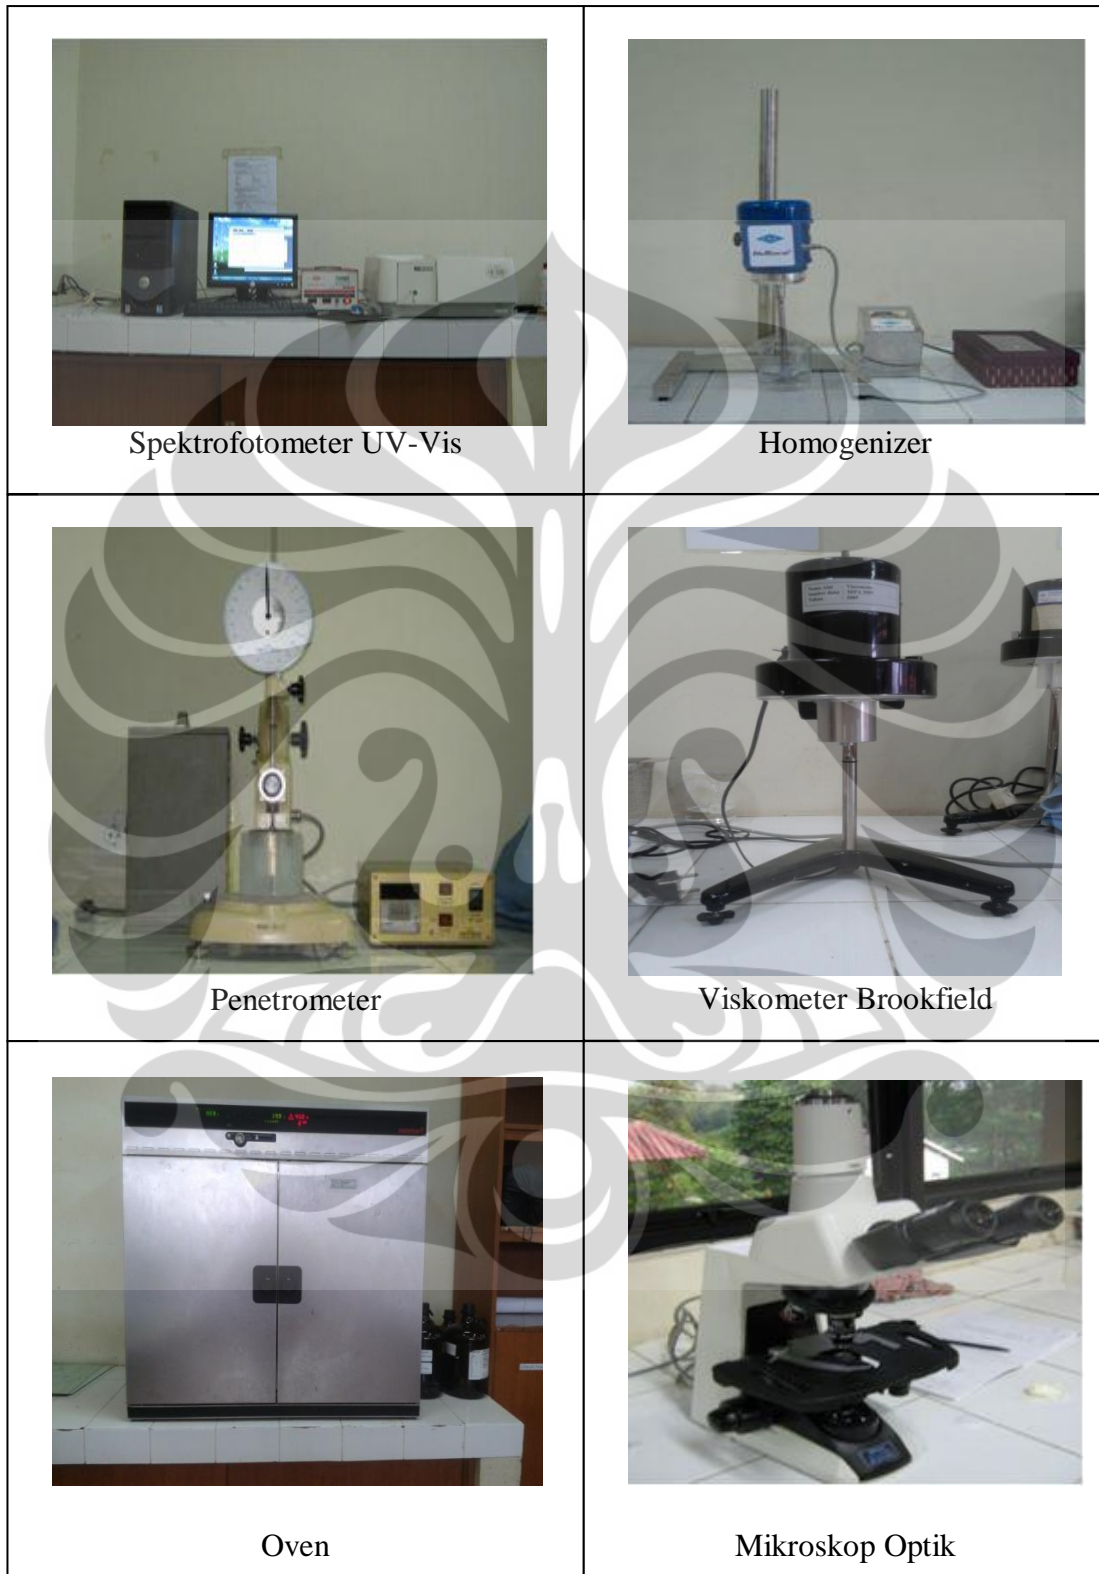 Spektrofotometer UV-Vis
Homogenizer
Penetrometer
Viskometer Brookfield
Oven
Mikroskop Optik